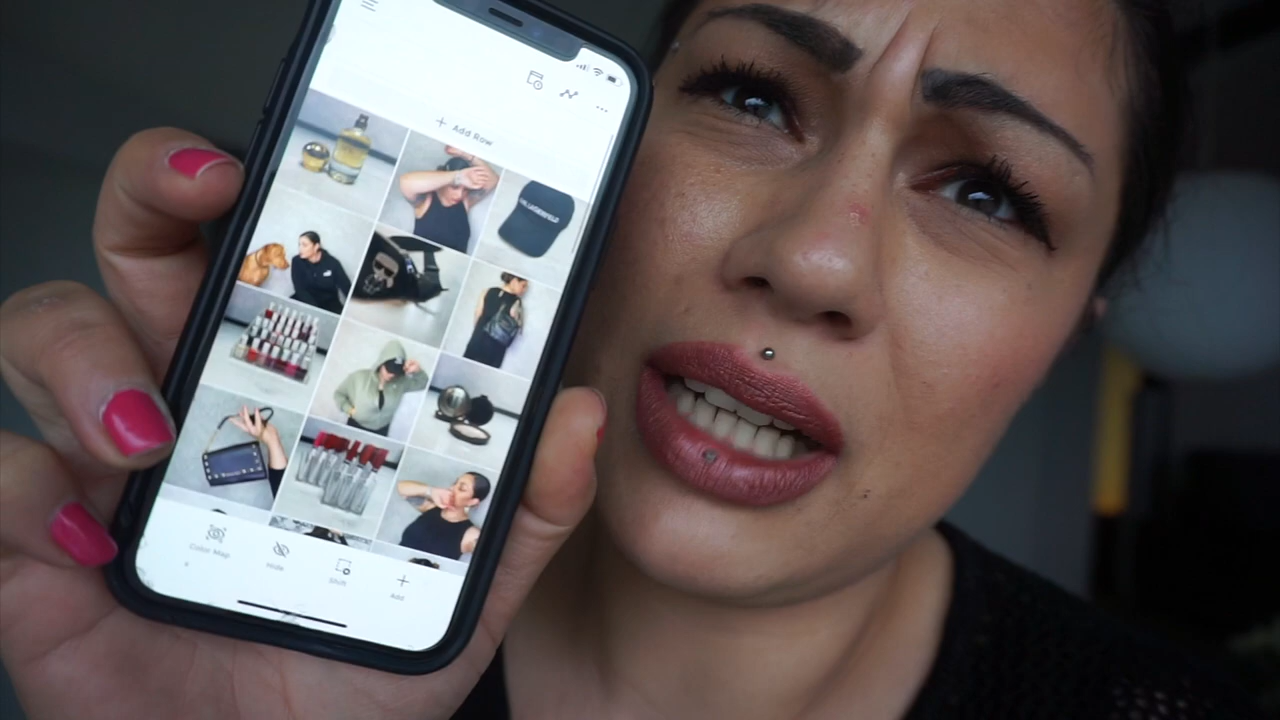 + Add Row
KARL LAGERFELD
Color Map
Hide
Shift
Add